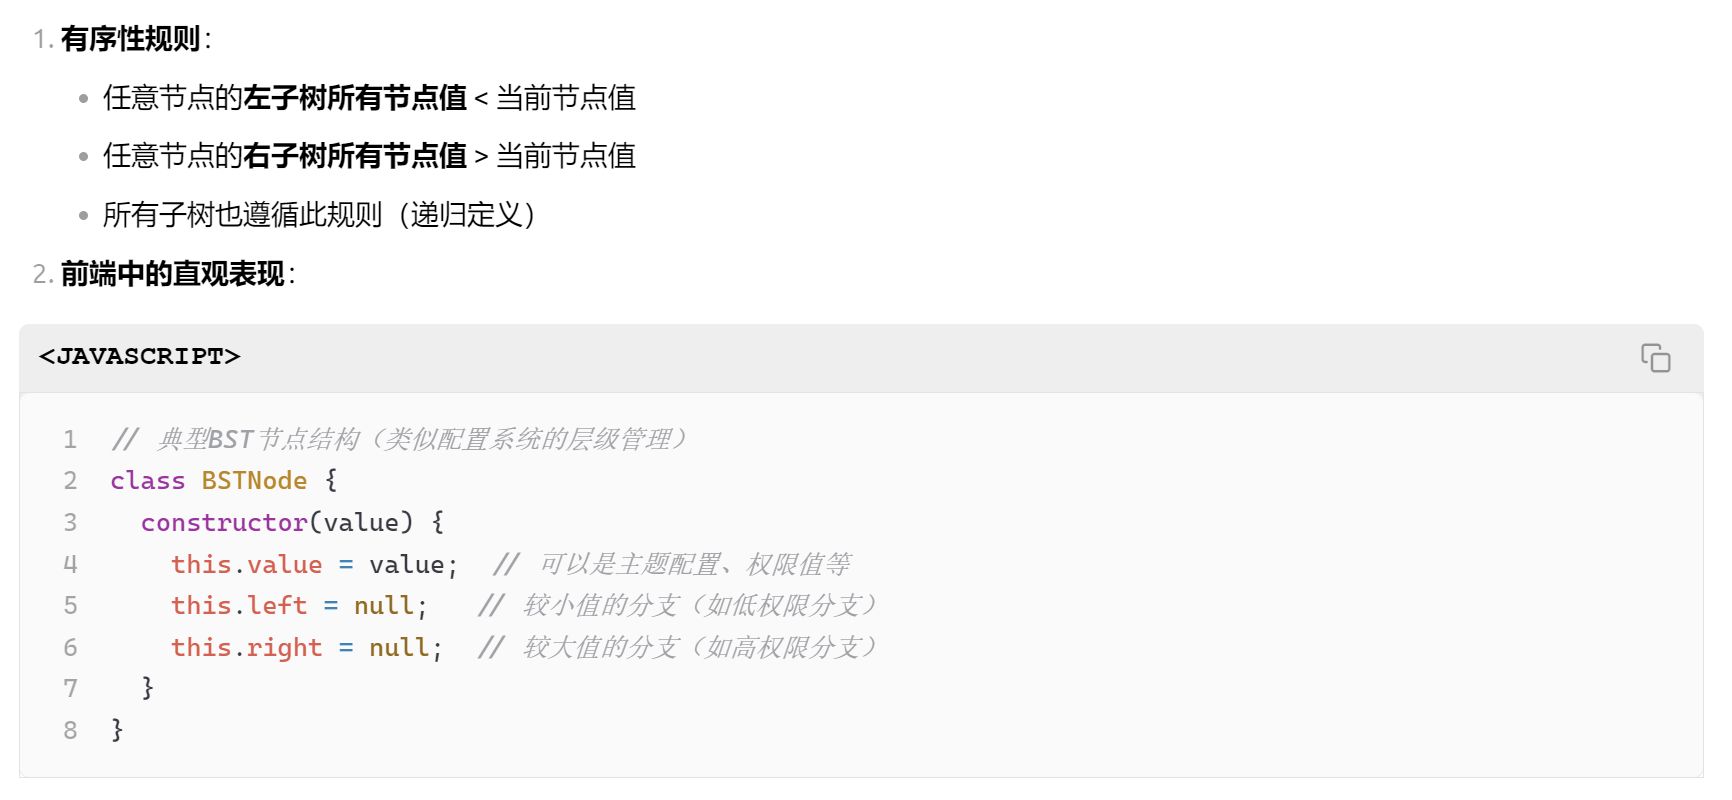 1. 有序性规则：
• 任意节点的左子树所有节点值 < 当前节点值
• 任意节点的右子树所有节点值 > 当前节点值
• 所有子树也遵循此规则（递归定义）
2. 前端中的直观表现：
<JAVASCRIPT>
1 // 典型BST节点结构（类似配置系统的层级管理）
2 class BSTNode {
3   constructor(value) {
4     this.value = value;  // 可以是主题配置、权限值等
5     this.left = null;   // 较小值的分支（如低权限分支）
6     this.right = null;  // 较大值的分支（如高权限分支）
7   }
8 }